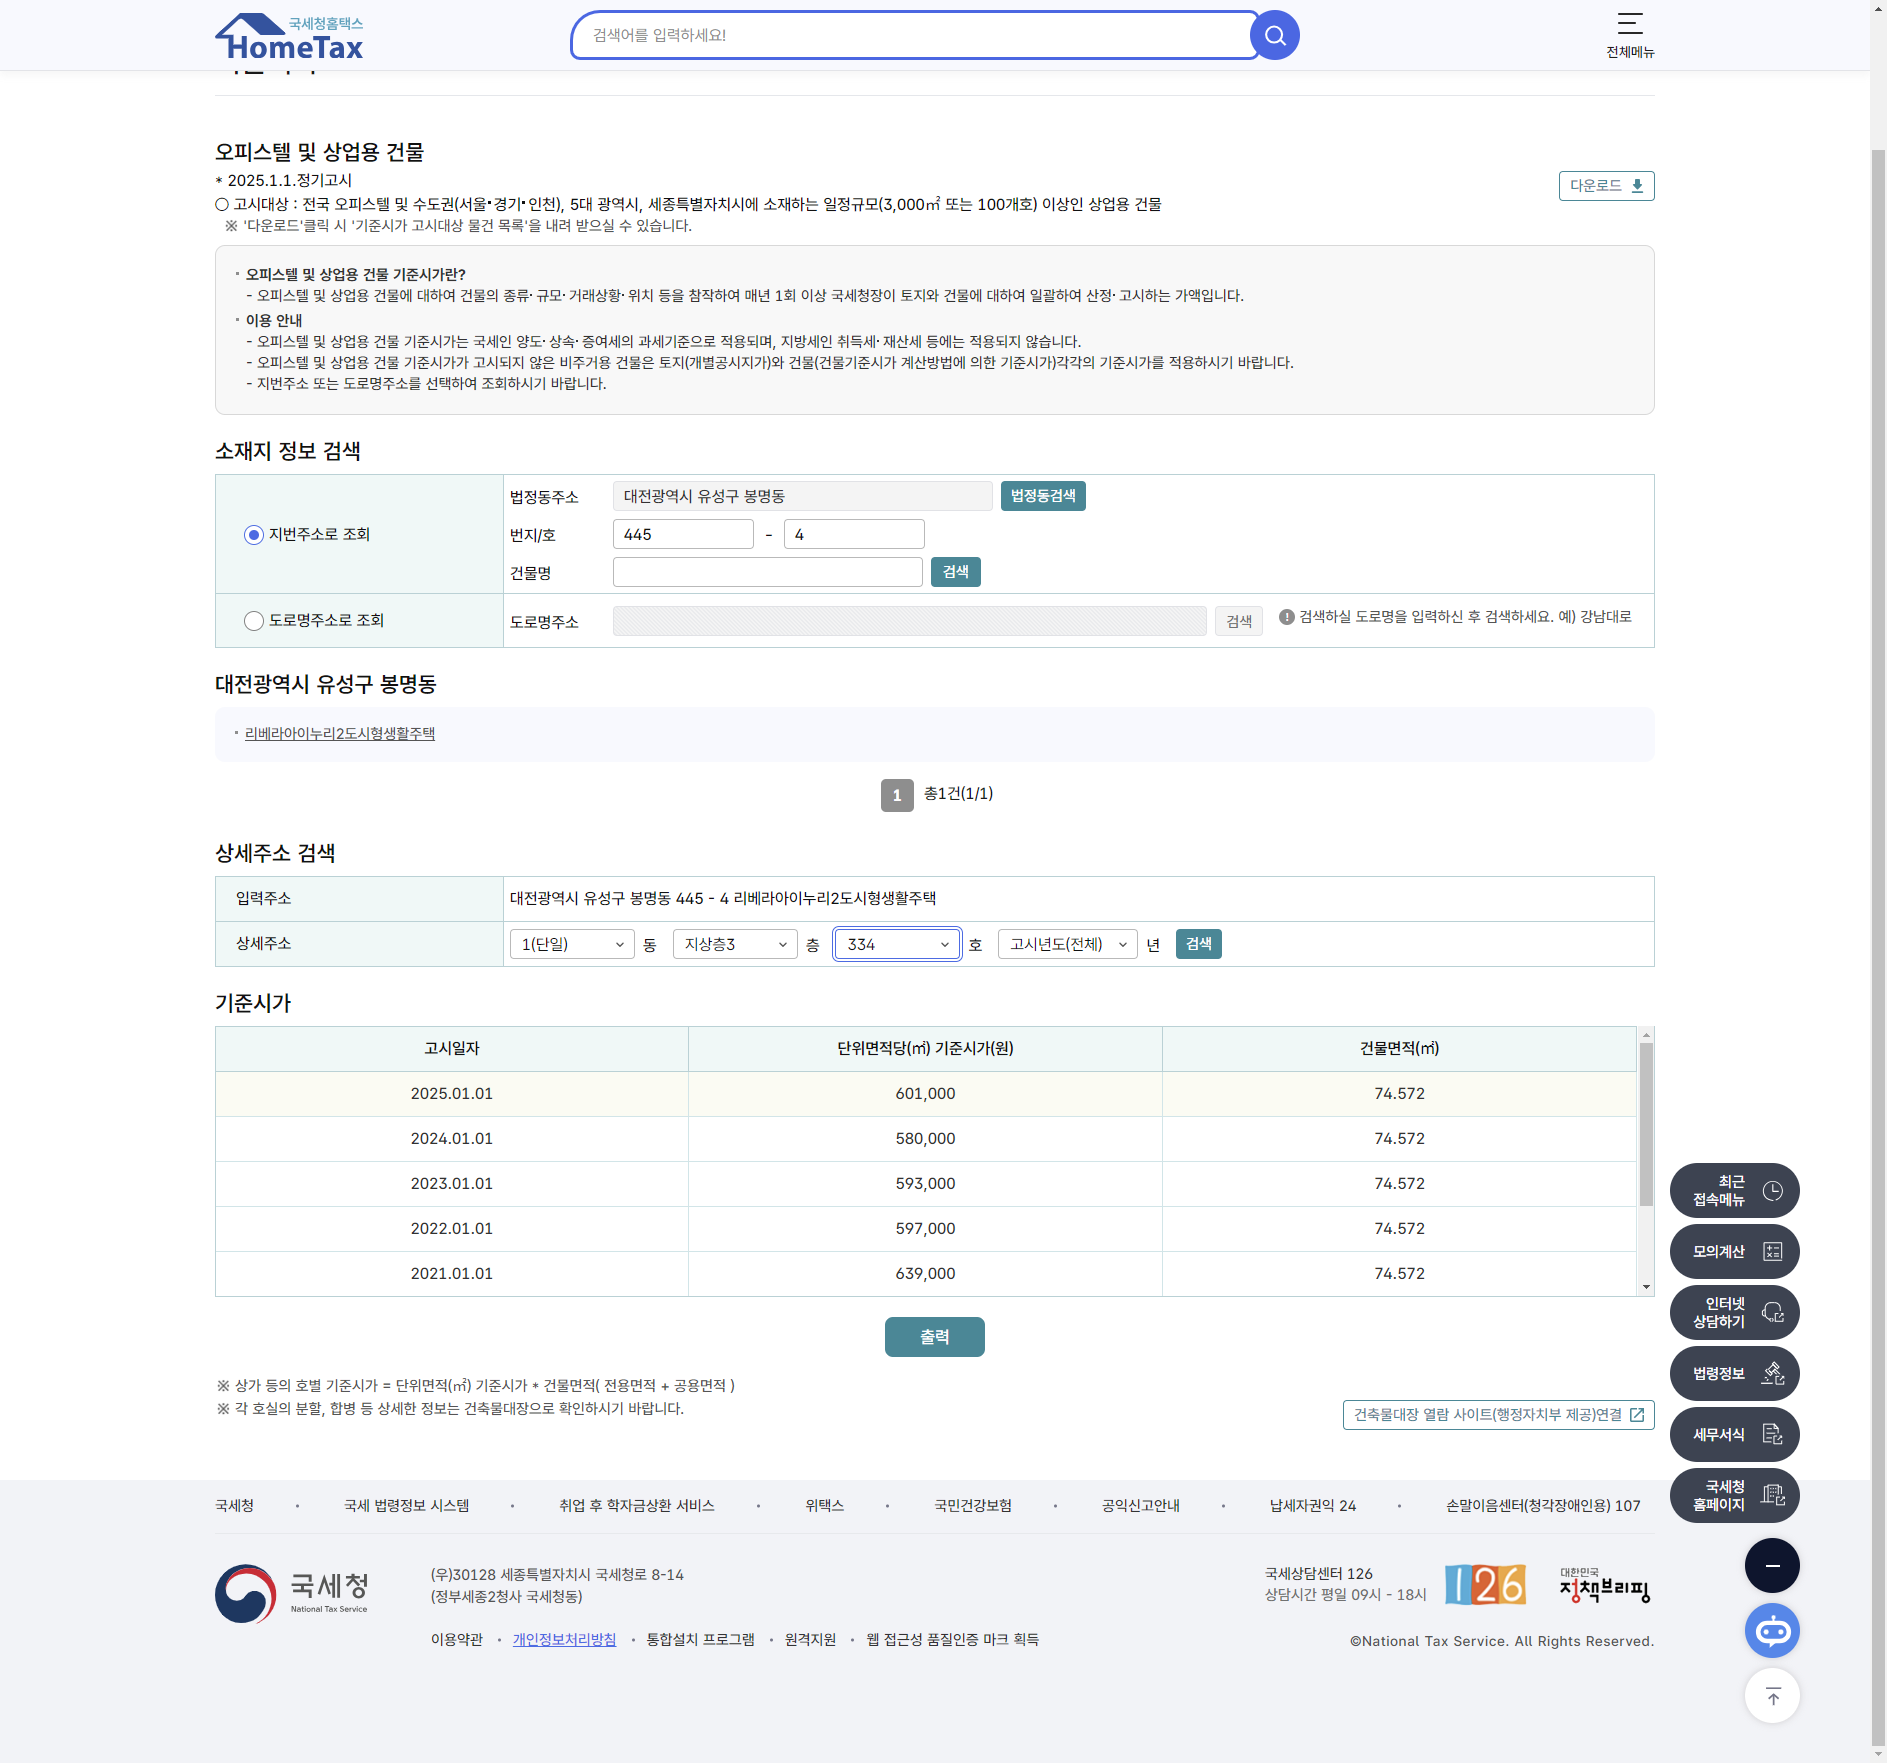 국세청홈택스
HomeTax
검색어를 입력하세요!
전체메뉴
오피스텔 및 상업용 건물
* 2025.1.1.정기고시
다운로드
○ 고시대상 : 전국 오피스텔 및 수도권(서울·경기·인천), 5대 광역시, 세종특별자치시에 소재하는 일정규모(3,000㎡ 또는 100개호) 이상인 상업용 건물
※ '다운로드'클릭 시 '기준시가 고시대상 물건 목록'을 내려 받으실 수 있습니다.
· 오피스텔 및 상업용 건물 기준시가란?
- 오피스텔 및 상업용 건물에 대하여 건물의 종류· 규모· 거래상황· 위치 등을 참작하여 매년 1회 이상 국세청장이 토지와 건물에 대하여 일괄하여 산정· 고시하는 가액입니다.
· 이용 안내
- 오피스텔 및 상업용 건물 기준시가는 국세인 양도· 상속· 증여세의 과세기준으로 적용되며, 지방세인 취득세· 재산세 등에는 적용되지 않습니다.
- 오피스텔 및 상업용 건물 기준시가가 고시되지 않은 비주거용 건물은 토지(개별공시지가)와 건물(건물기준시가 계산방법에 의한 기준시가)각각의 기준시가를 적용하시기 바랍니다.
- 지번주소 또는 도로명주소를 선택하여 조회하시기 바랍니다.
소재지 정보 검색
지번주소로 조회
법정동주소 대전광역시 유성구 봉명동 법정동검색
번지/호 445 - 4
건물명 검색
도로명주소로 조회 도로명주소 검색 검색하실 도로명을 입력하신 후 검색하세요. 예) 강남대로
대전광역시 유성구 봉명동
· 리베라아이누리2도시형생활주택
1 총1건(1/1)
상세주소 검색
입력주소 대전광역시 유성구 봉명동 445 - 4 리베라아이누리2도시형생활주택
상세주소 1(단일) 동 지상층3 층 334 호 고시년도(전체) 년 검색
기준시가
고시일자 단위면적당(㎡) 기준시가(원) 건물면적(㎡)
2025.01.01 601,000 74.572
2024.01.01 580,000 74.572
2023.01.01 593,000 74.572
2022.01.01 597,000 74.572
2021.01.01 639,000 74.572
출력
※ 상가 등의 호별 기준시가 = 단위면적(㎡) 기준시가 * 건물면적( 전용면적 + 공용면적 )
※ 각 호실의 분할, 합병 등 상세한 정보는 건축물대장으로 확인하시기 바랍니다.
건축물대장 열람 사이트(행정자치부 제공)연결
최근
접속메뉴
모의계산
인터넷
상담하기
법령정보
세무서식
국세청
홈페이지
국세청 · 국세 법령정보 시스템 · 취업 후 학자금상환 서비스 · 위택스 · 국민건강보험 · 공익신고안내 · 납세자권익 24 · 손말이음센터(청각장애인용) 107
국세청
National Tax Service
(우)30128 세종특별자치시 국세청로 8-14
(정부세종2청사 국세청동)
국세상담센터 126
상담시간 평일 09시 - 18시
126
대한민국
정책브리핑
이용약관 · 개인정보처리방침 · 통합설치 프로그램 · 원격지원 · 웹 접근성 품질인증 마크 획득
©National Tax Service. All Rights Reserved.